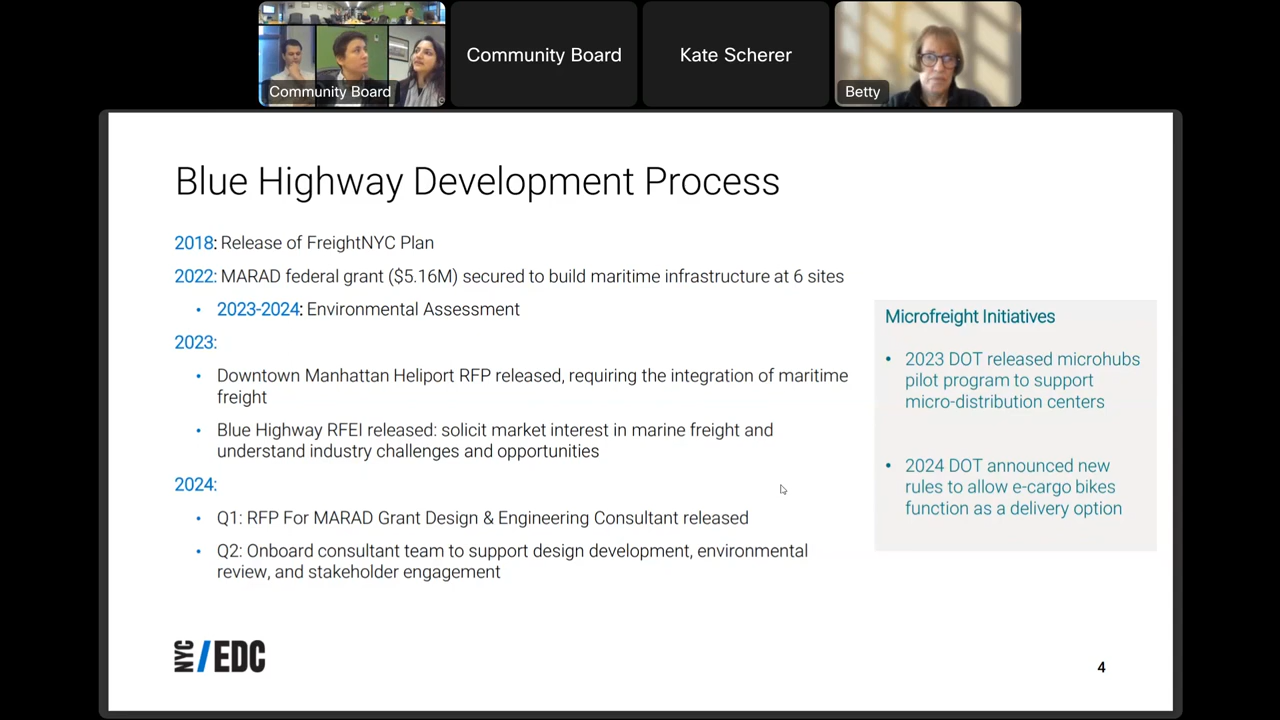 Community Board
Community Board
Kate Scherer
Betty
Blue Highway Development Process
2018: Release of FreightNYC Plan
2022: MARAD federal grant ($5.16M) secured to build maritime infrastructure at 6 sites
• 2023-2024: Environmental Assessment
2023:
• Downtown Manhattan Heliport RFP released, requiring the integration of maritime
freight
• Blue Highway RFEI released: solicit market interest in marine freight and
understand industry challenges and opportunities
2024:
• Q1: RFP For MARAD Grant Design & Engineering Consultant released
• Q2: Onboard consultant team to support design development, environmental
review, and stakeholder engagement
Microfreight Initiatives
• 2023 DOT released microhubs
pilot program to support
micro-distribution centers
• 2024 DOT announced new
rules to allow e-cargo bikes
function as a delivery option
NYC/EDC
4